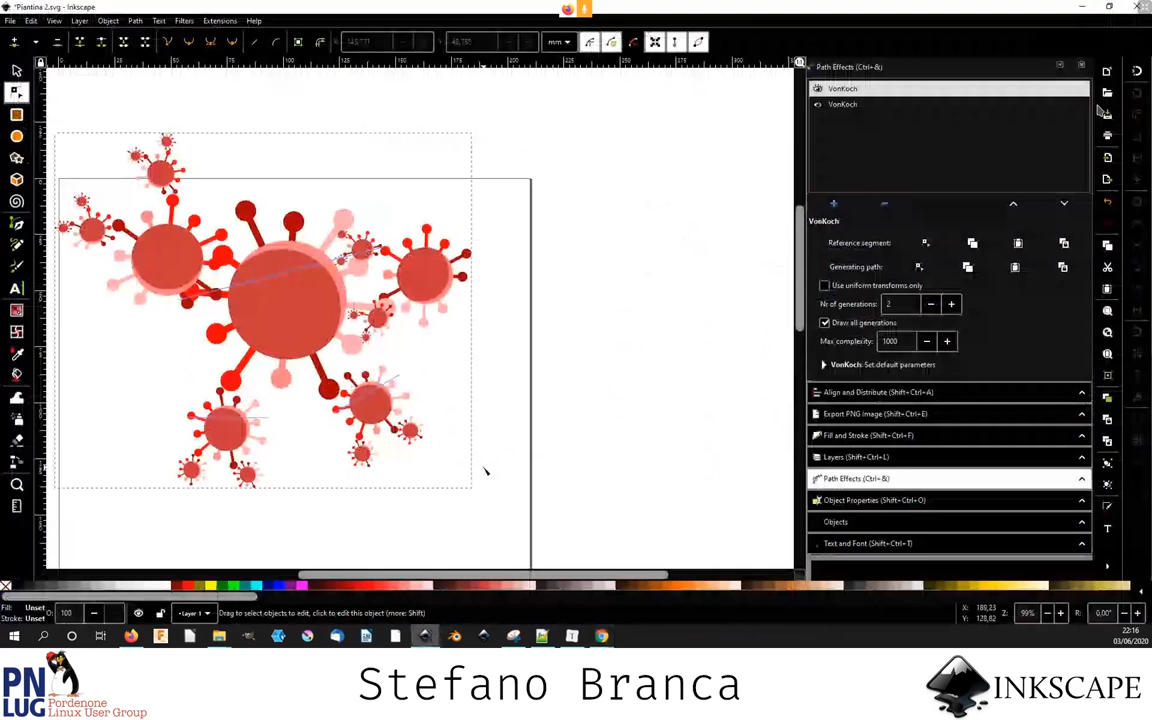 *Piantina 2.svg - Inkscape
File Edit View Layer Object Path Text Filters Extensions Help
mm
Path Effects (Ctrl+&)
VonKoch
VonKoch
VonKoch
Reference segment:
Generating path:
Use uniform transforms only
Nr of generations: 2
Draw all generations
Max complexity: 1000
VonKoch: Set default parameters
Align and Distribute (Shift+Ctrl+A)
Export PNG Image (Shift+Ctrl+E)
Fill and Stroke (Shift+Ctrl+F)
Layers (Shift+Ctrl+L)
Path Effects (Ctrl+&)
Object Properties (Shift+Ctrl+O)
Objects
Text and Font (Shift+Ctrl+T)
Fill: Unset
Stroke: Unset
O: 100
Layer 1
Drag to select objects to edit, click to edit this object (more: Shift)
X: 189,23
Y: 128,82
Z: 99%
R: 0,00°
22:16
03/06/2020
PN LUG
Pordenone
Linux User Group
Stefano Branca
INKSCAPE